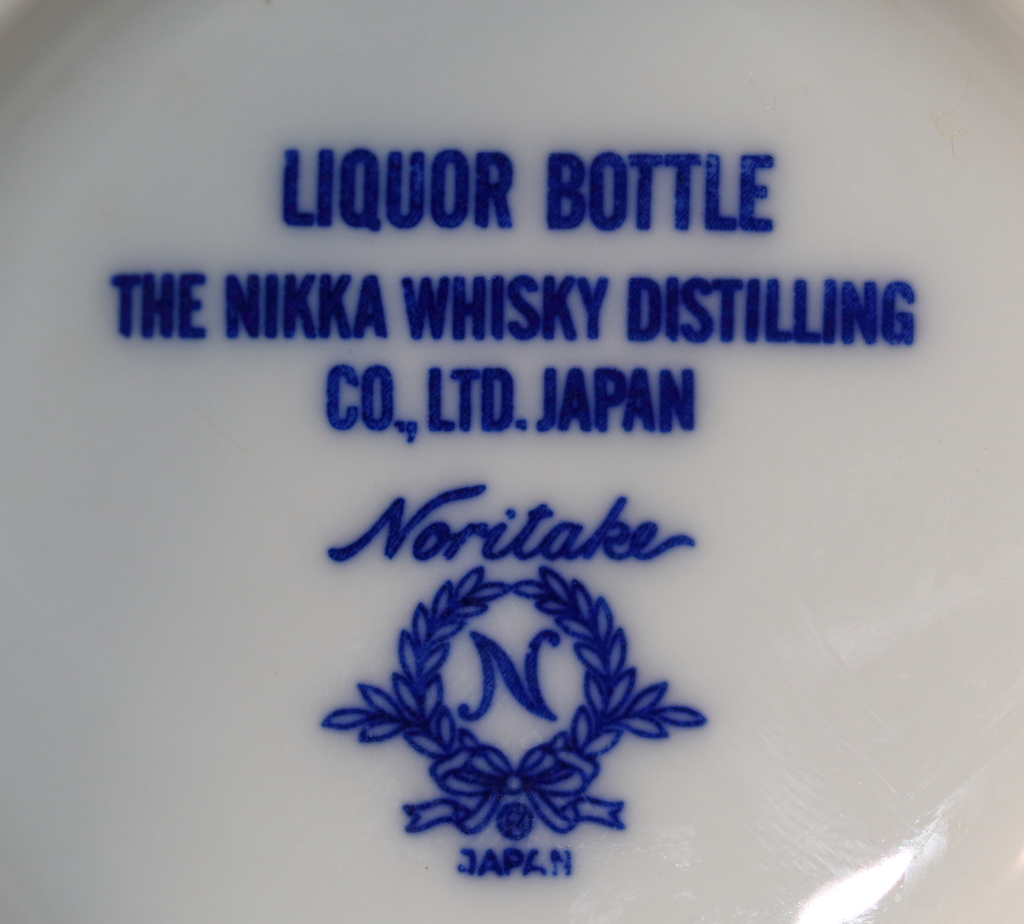 LIQUOR BOTTLE
THE NIKKA WHISKY DISTILLING
CO., LTD. JAPAN
Noritake
N
JAPAN